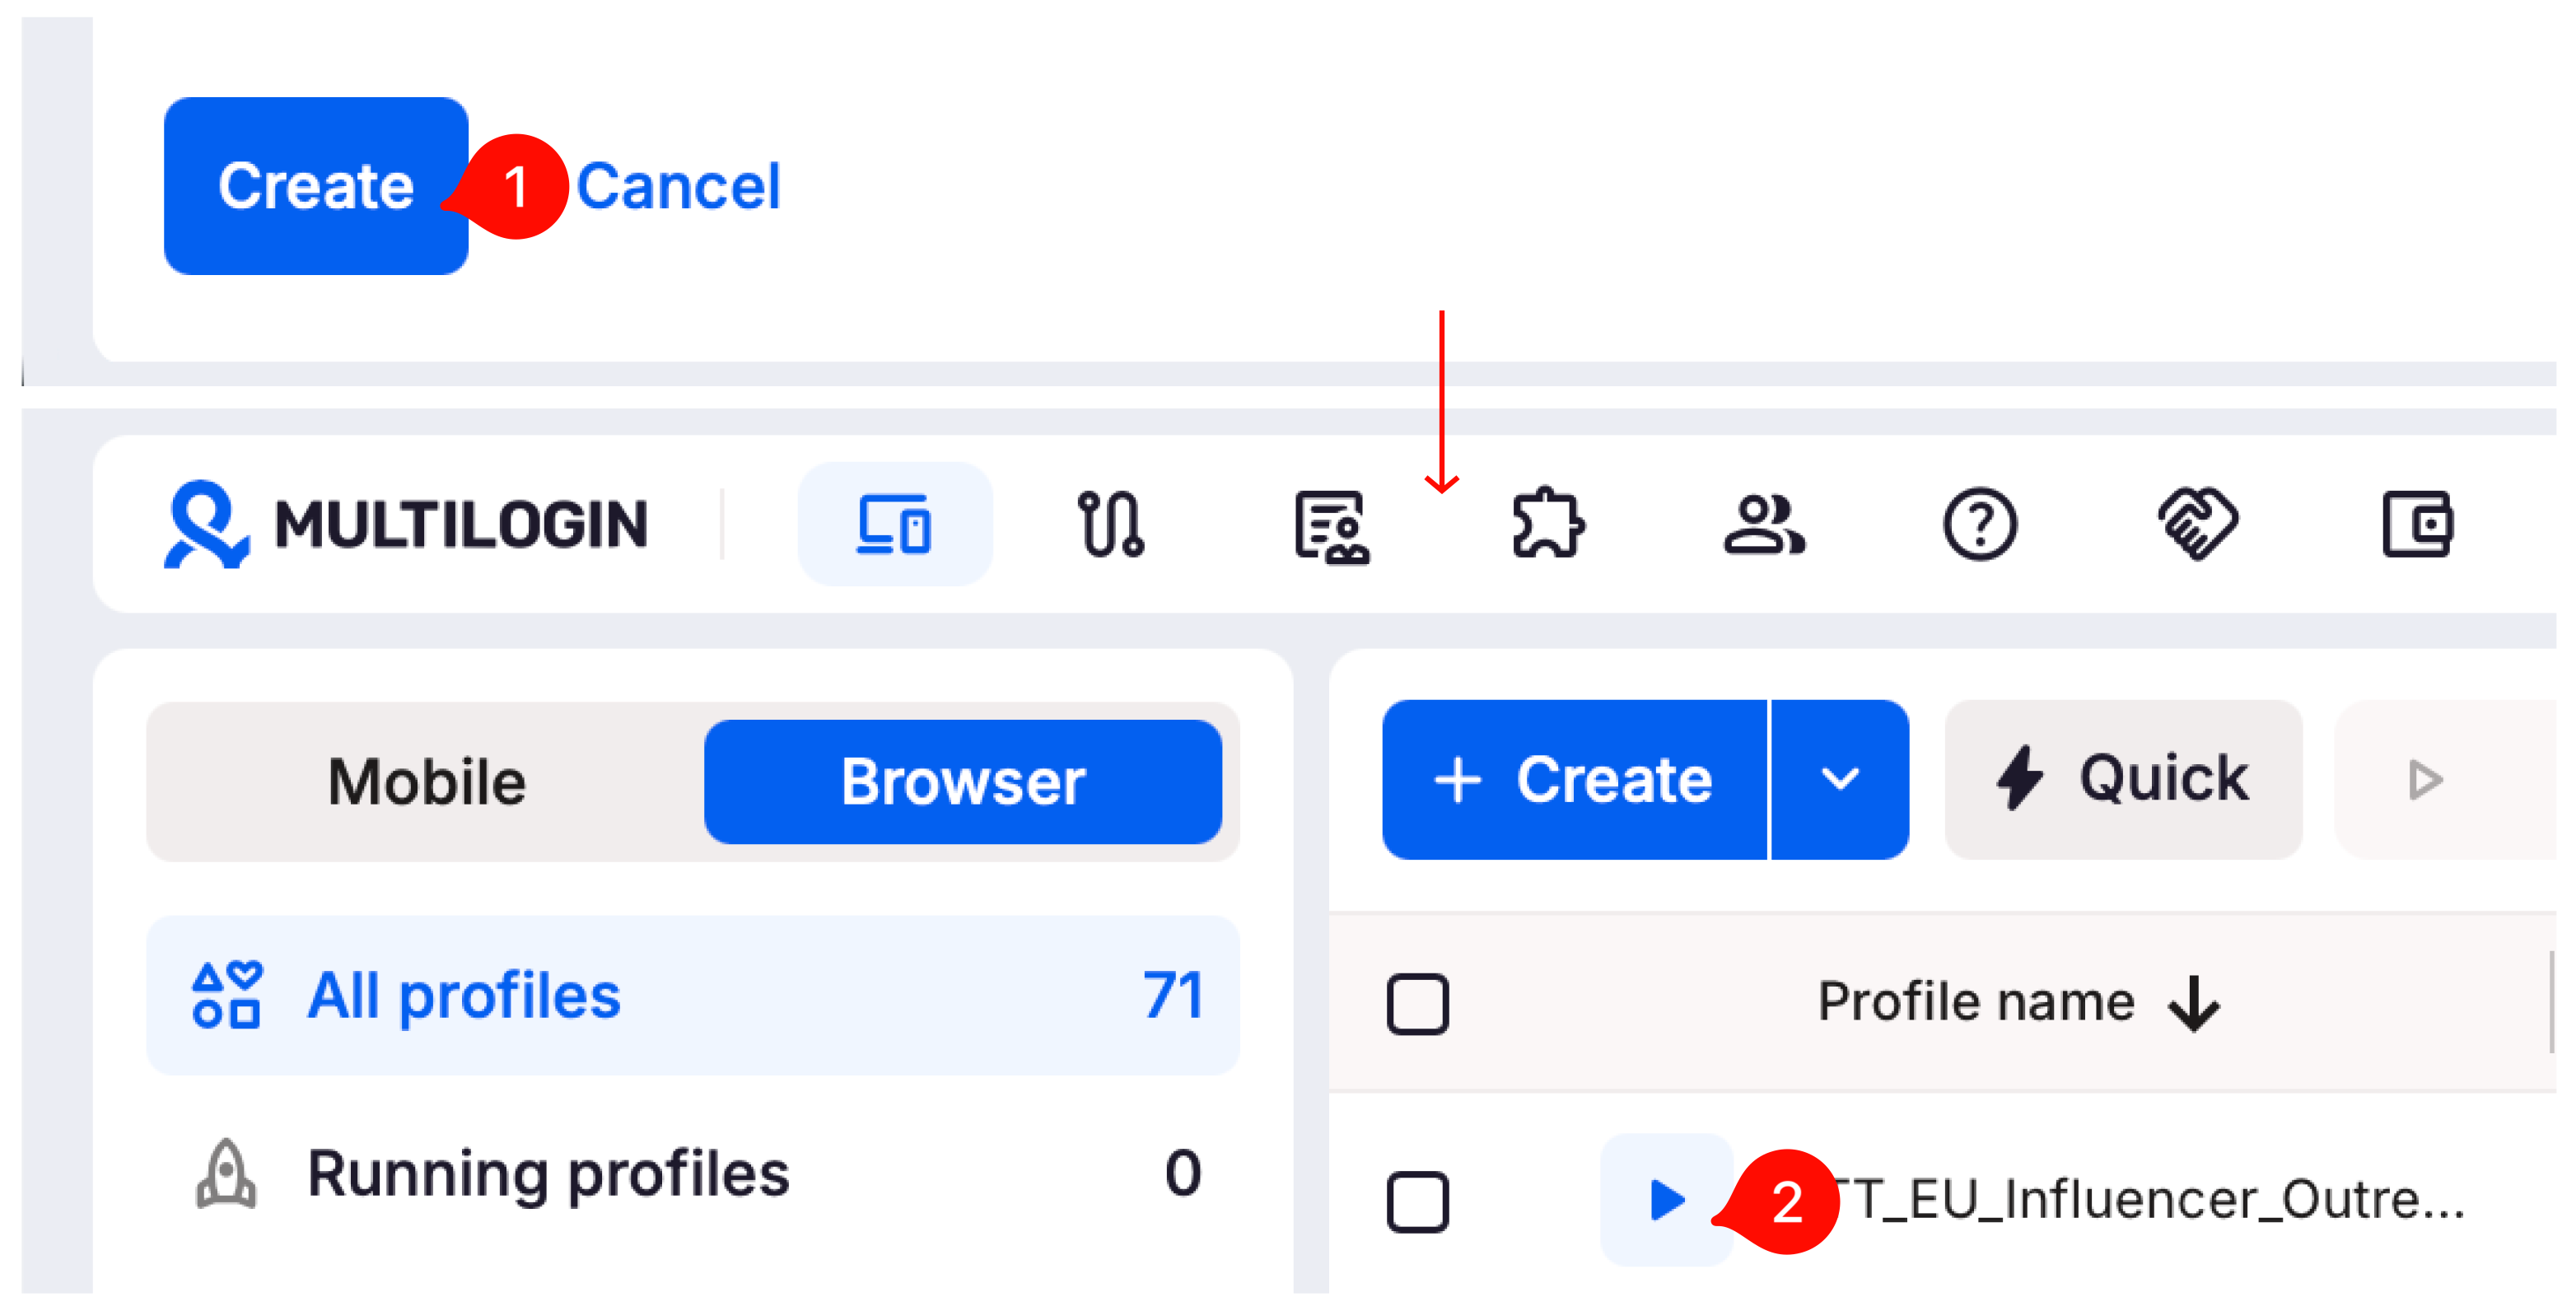 Create 1 Cancel
MULTILOGIN
Mobile Browser
+ Create Quick
All profiles 71
Profile name
Running profiles 0
2 T_EU_Influencer_Outre...